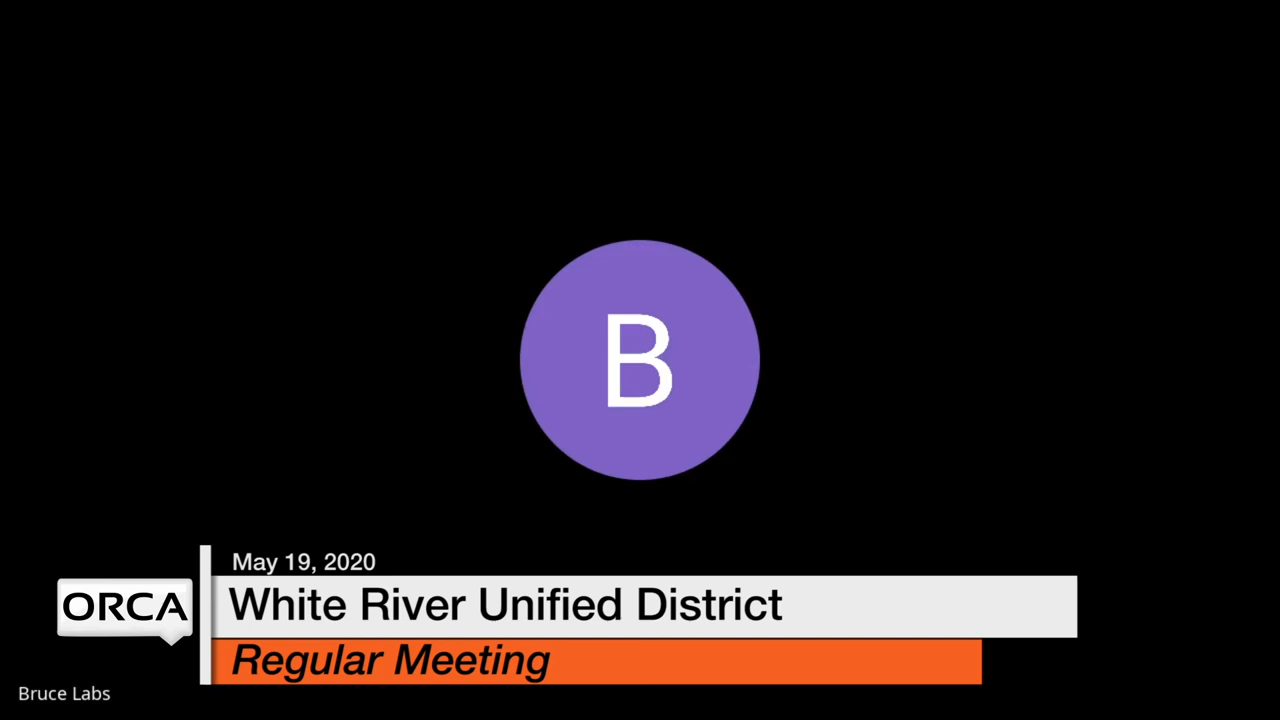 B
May 19, 2020
ORCA
White River Unified District
Regular Meeting
Bruce Labs